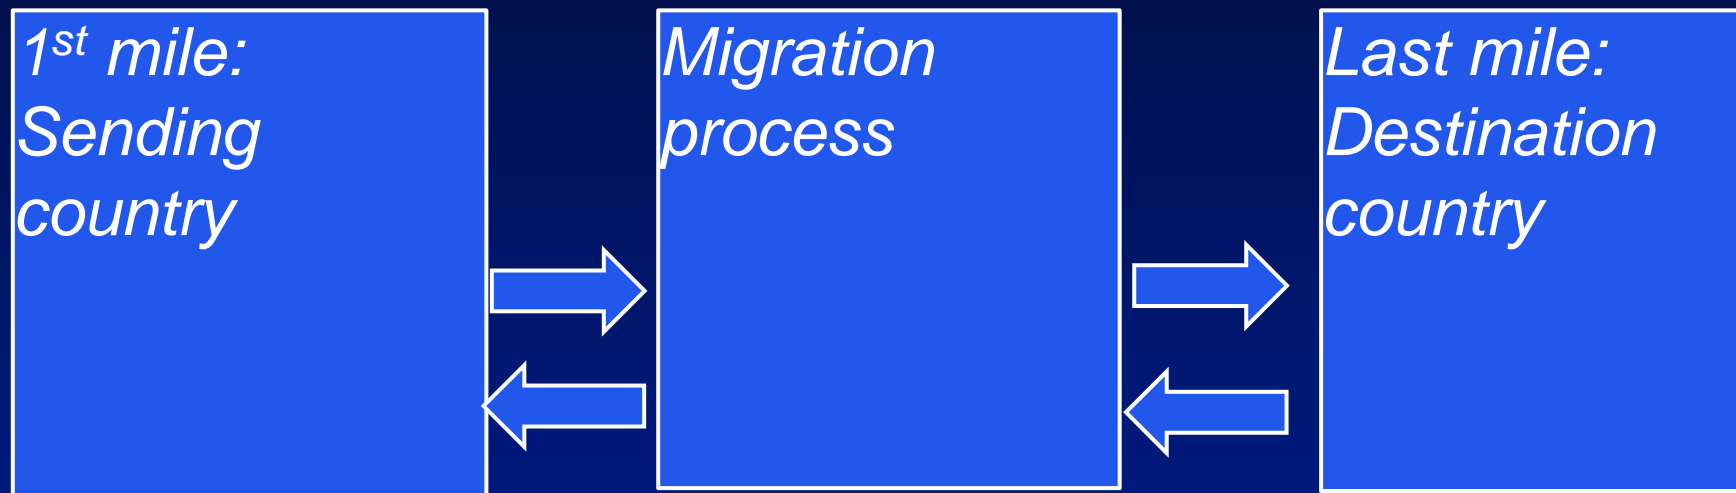 1st mile:
Sending
country
Migration
process
Last mile:
Destination
country